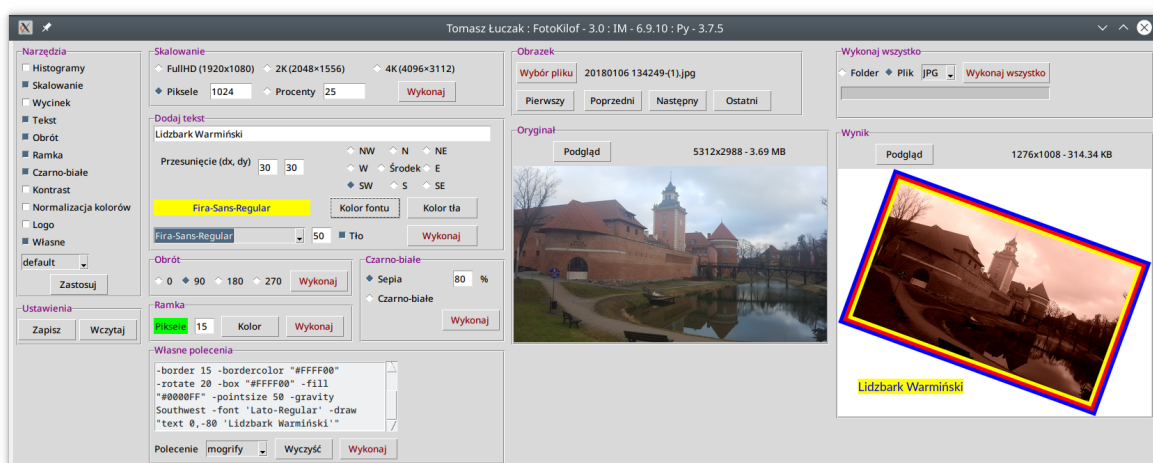 Tomasz Łuczak : FotoKilof - 3.0 : IM - 6.9.10 : Py - 3.7.5
Narzędzia
Histogramy
Skalowanie
Wycinek
Tekst
Obrót
Ramka
Czarno-białe
Kontrast
Normalizacja kolorów
Logo
Własne
default
Zastosuj
Ustawienia
Zapisz Wczytaj
Skalowanie
FullHD (1920x1080) 2K (2048×1556) 4K (4096×3112)
Piksele 1024 Procenty 25 Wykonaj
Dodaj tekst
Lidzbark Warmiński
Przesunięcie (dx, dy) 30 30
NW N NE
W Środek E
SW S SE
Fira-Sans-Regular Kolor fontu Kolor tła
Fira-Sans-Regular 50 Tło Wykonaj
Obrót
0 90 180 270 Wykonaj
Ramka
Piksele 15 Kolor Wykonaj
Czarno-białe
Sepia 80 %
Czarno-białe
Wykonaj
Własne polecenia
-border 15 -bordercolor "#FFFF00"
-rotate 20 -box "#FFFF00" -fill
"#0000FF" -pointsize 50 -gravity
Southwest -font 'Lato-Regular' -draw
"text 0,-80 'Lidzbark Warmiński'"
Polecenie mogrify Wyczyść Wykonaj
Obrazek
Wybór pliku 20180106 134249-(1).jpg
Pierwszy Poprzedni Następny Ostatni
Oryginał
Podgląd 5312x2988 - 3.69 MB
Wykonaj wszystko
Folder Plik JPG Wykonaj wszystko
Wynik
Podgląd 1276x1008 - 314.34 KB
Lidzbark Warmiński